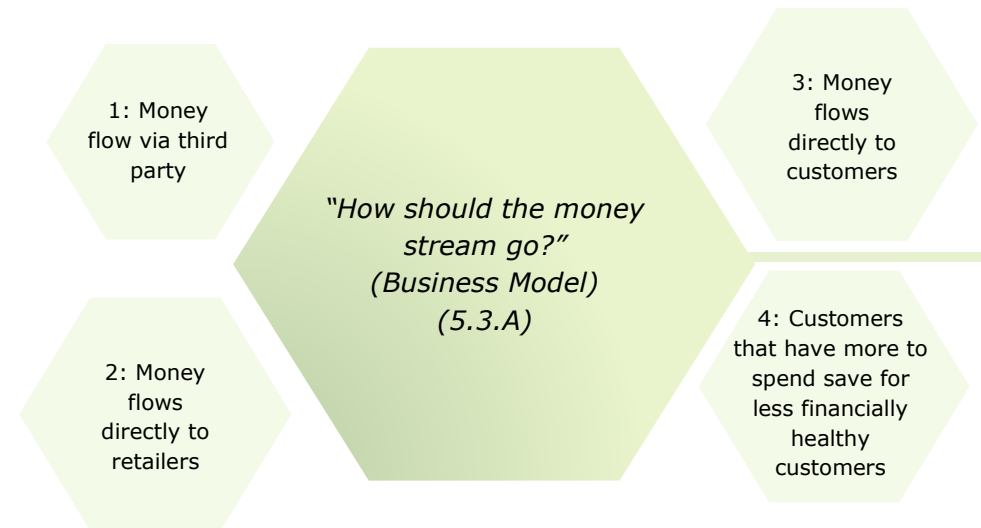 1: Money
flow via third
party
2: Money
flows
directly to
retailers
“How should the money
stream go?”
(Business Model)
(5.3.A)
3: Money
flows
directly to
customers
4: Customers
that have more to
spend save for
less financially
healthy
customers